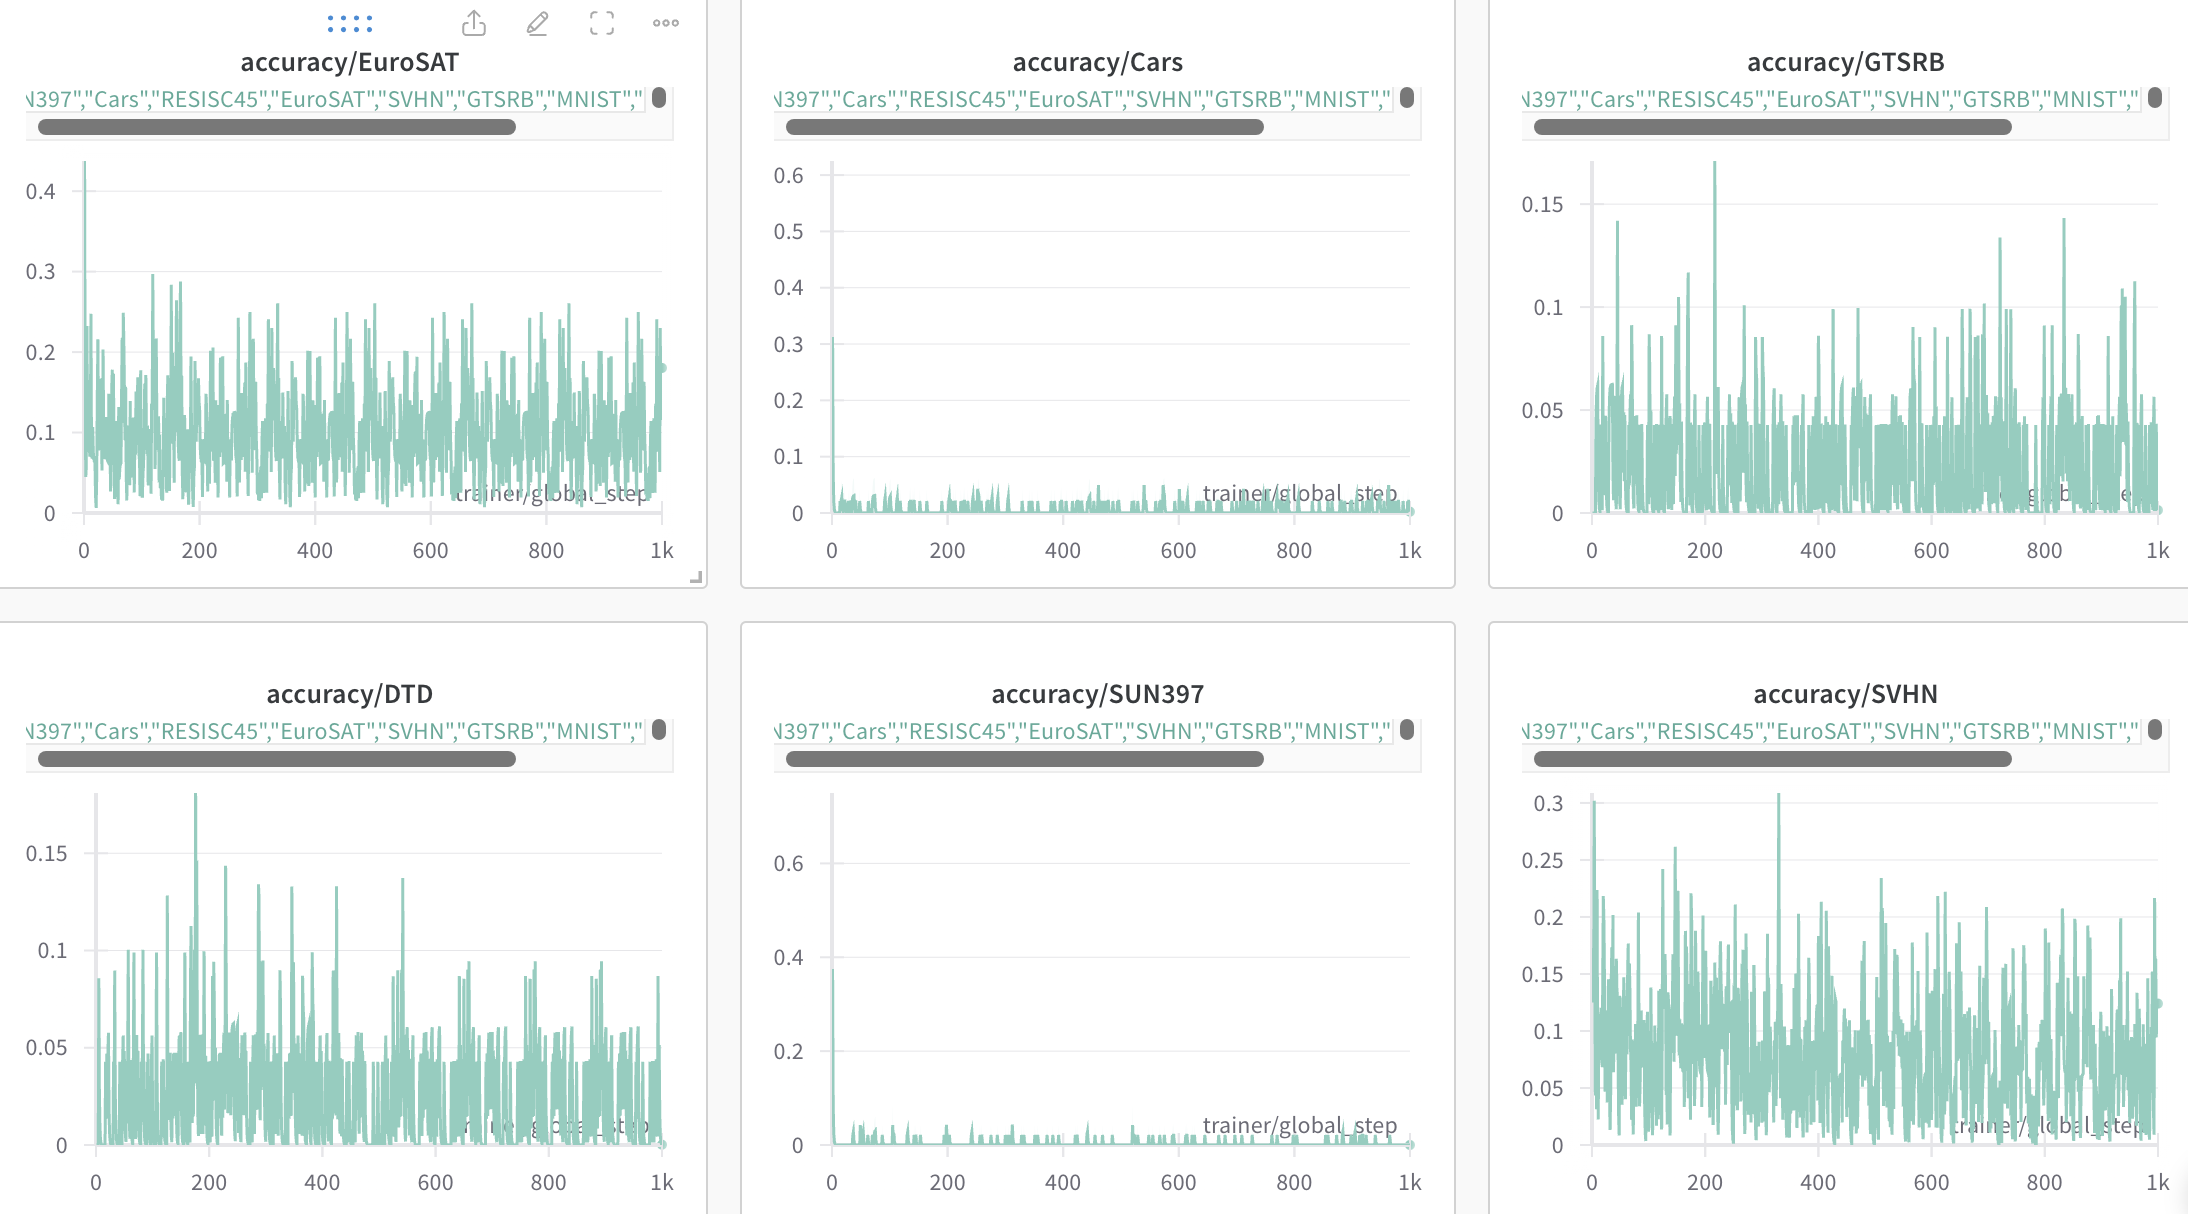 accuracy/EuroSAT
N397","Cars","RESISC45","EuroSAT","SVHN","GTSRB","MNIST","
0.4
0.3
0.2
0.1
0
trainer/global_step
0 200 400 600 800 1k
accuracy/Cars
N397","Cars","RESISC45","EuroSAT","SVHN","GTSRB","MNIST","
0.6
0.5
0.4
0.3
0.2
0.1
0
trainer/global_step
0 200 400 600 800 1k
accuracy/GTSRB
N397","Cars","RESISC45","EuroSAT","SVHN","GTSRB","MNIST","
0.15
0.1
0.05
0
0 200 400 600 800 1k
accuracy/DTD
N397","Cars","RESISC45","EuroSAT","SVHN","GTSRB","MNIST","
0.15
0.1
0.05
0
trainer/global_step
0 200 400 600 800 1k
accuracy/SUN397
N397","Cars","RESISC45","EuroSAT","SVHN","GTSRB","MNIST","
0.6
0.4
0.2
0
trainer/global_step
0 200 400 600 800 1k
accuracy/SVHN
N397","Cars","RESISC45","EuroSAT","SVHN","GTSRB","MNIST","
0.3
0.25
0.2
0.15
0.1
0.05
0
trainer/global_step
0 200 400 600 800 1k